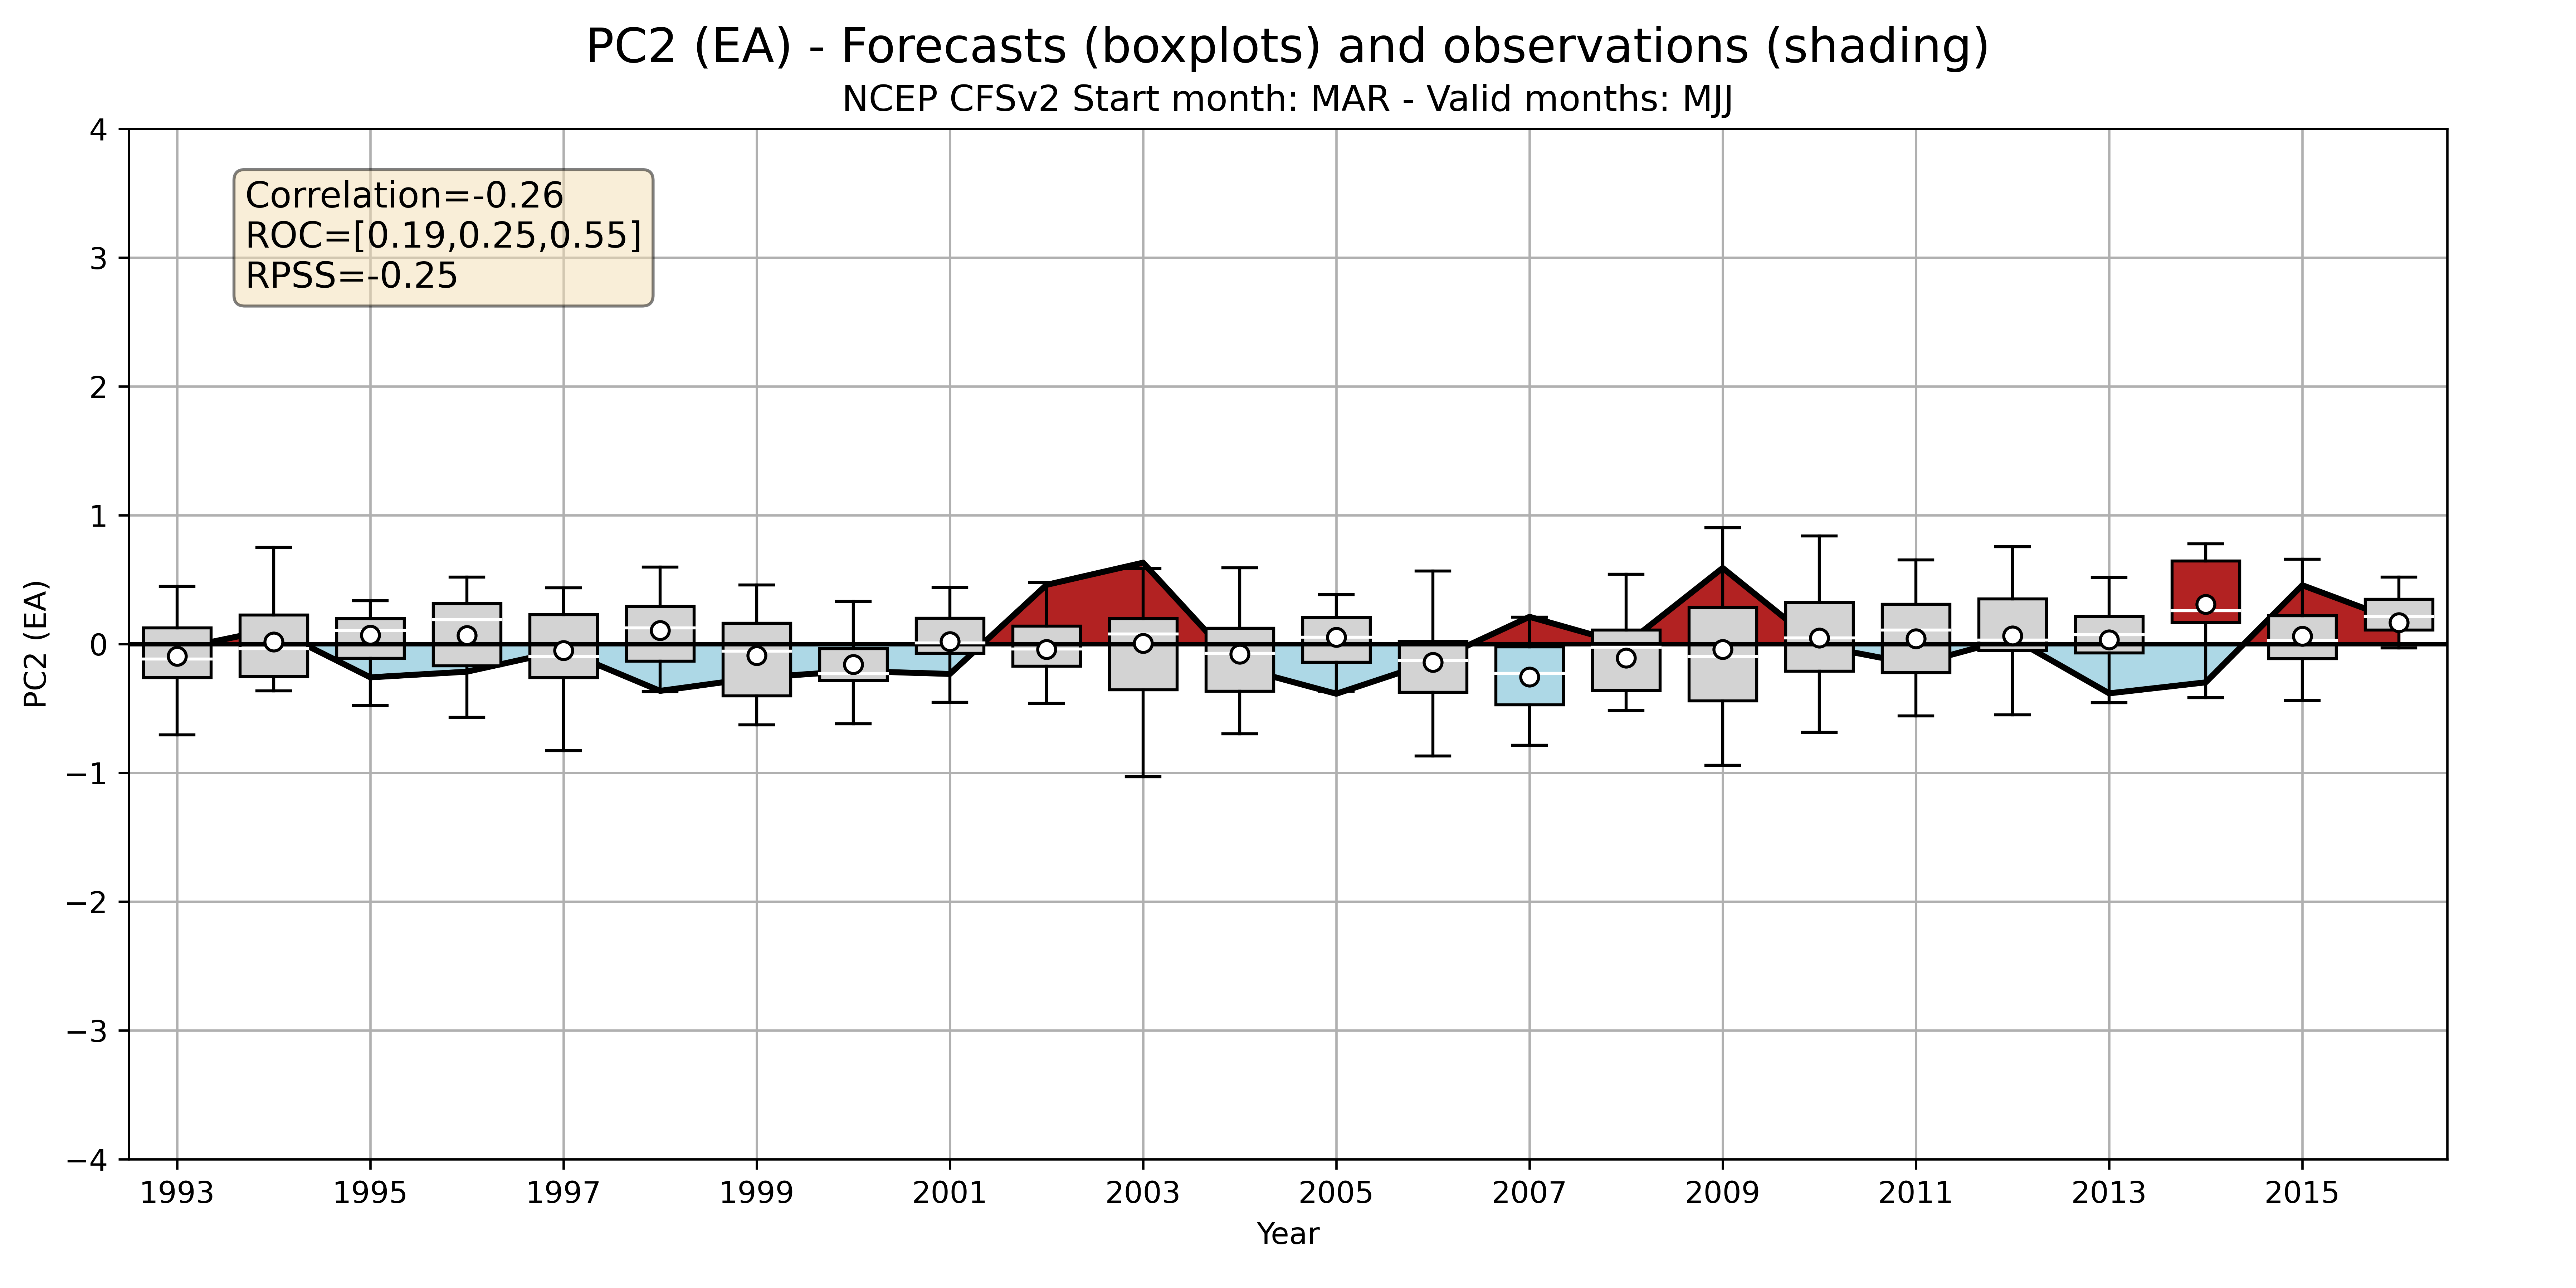 PC2 (EA) - Forecasts (boxplots) and observations (shading)
NCEP CFSv2 Start month: MAR - Valid months: MJJ
Correlation=-0.26
ROC=[0.19,0.25,0.55]
RPSS=-0.25
PC2 (EA)
4
3
2
1
0
−1
−2
−3
−4
1993 1995 1997 1999 2001 2003 2005 2007 2009 2011 2013 2015
Year